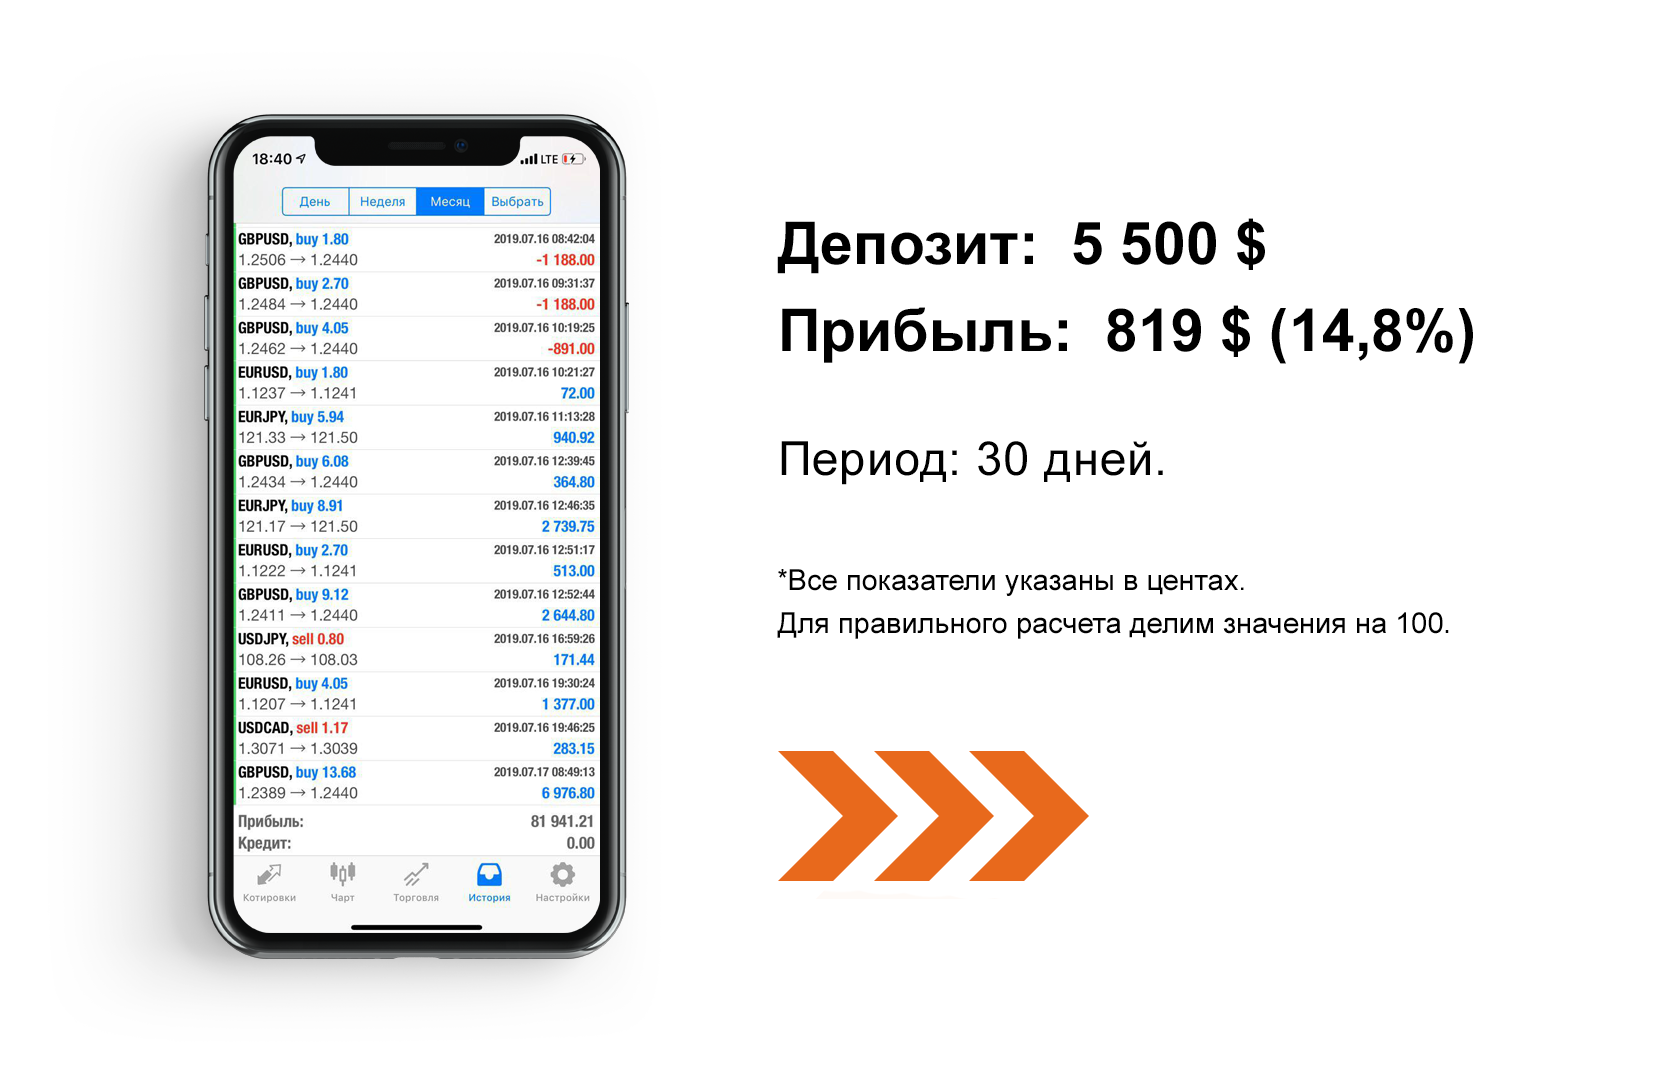 18:40 LTE
День Неделя Месяц Выбрать
GBPUSD, buy 1.80 2019.07.16 08:42:04
1.2506 → 1.2440 -1 188.00
GBPUSD, buy 2.70 2019.07.16 09:31:37
1.2484 → 1.2440 -1 188.00
GBPUSD, buy 4.05 2019.07.16 10:19:25
1.2462 → 1.2440 -891.00
EURUSD, buy 1.80 2019.07.16 10:21:27
1.1237 → 1.1241 72.00
EURJPY, buy 5.94 2019.07.16 11:13:28
121.33 → 121.50 940.92
GBPUSD, buy 6.08 2019.07.16 12:39:45
1.2434 → 1.2440 364.80
EURJPY, buy 8.91 2019.07.16 12:46:35
121.17 → 121.50 2 739.75
EURUSD, buy 2.70 2019.07.16 12:51:17
1.1222 → 1.1241 513.00
GBPUSD, buy 9.12 2019.07.16 12:52:44
1.2411 → 1.2440 2 644.80
USDJPY, sell 0.80 2019.07.16 16:59:26
108.26 → 108.03 171.44
EURUSD, buy 4.05 2019.07.16 19:30:24
1.1207 → 1.1241 1 377.00
USDCAD, sell 1.17 2019.07.16 19:46:25
1.3071 → 1.3039 283.15
GBPUSD, buy 13.68 2019.07.17 08:49:13
1.2389 → 1.2440 6 976.80
Прибыль: 81 941.21
Кредит: 0.00
Котировки Чарт Торговля История Настройки
Депозит: 5 500 $
Прибыль: 819 $ (14,8%)
Период: 30 дней.
*Все показатели указаны в центах.
Для правильного расчета делим значения на 100.